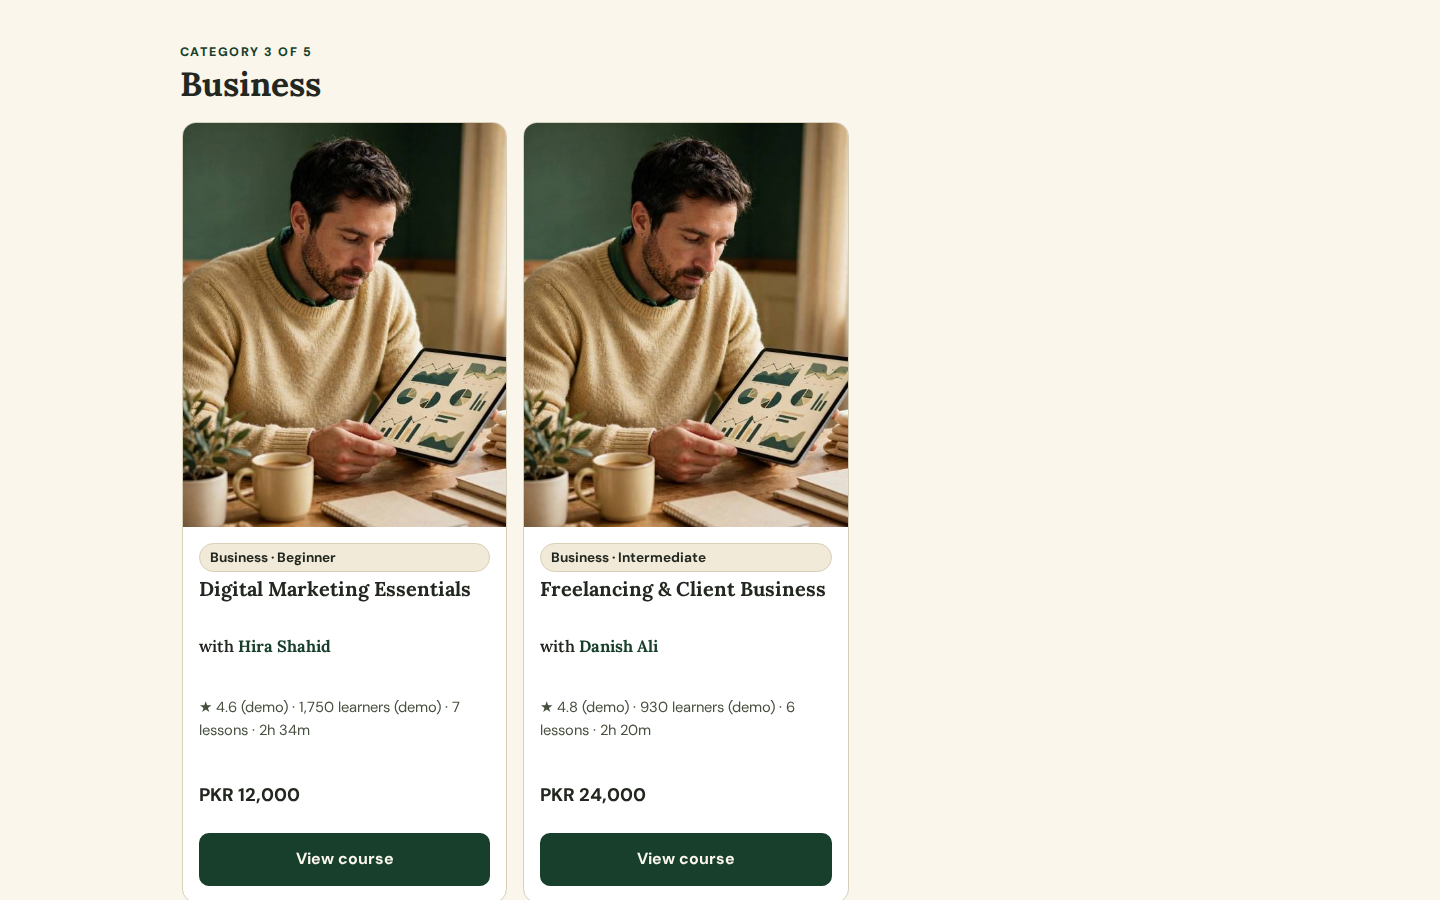 CATEGORY 3 OF 5
Business
Business · Beginner
Digital Marketing Essentials
with Hira Shahid
★ 4.6 (demo) · 1,750 learners (demo) · 7
lessons · 2h 34m
PKR 12,000
View course
Business · Intermediate
Freelancing & Client Business
with Danish Ali
★ 4.8 (demo) · 930 learners (demo) · 6
lessons · 2h 20m
PKR 24,000
View course